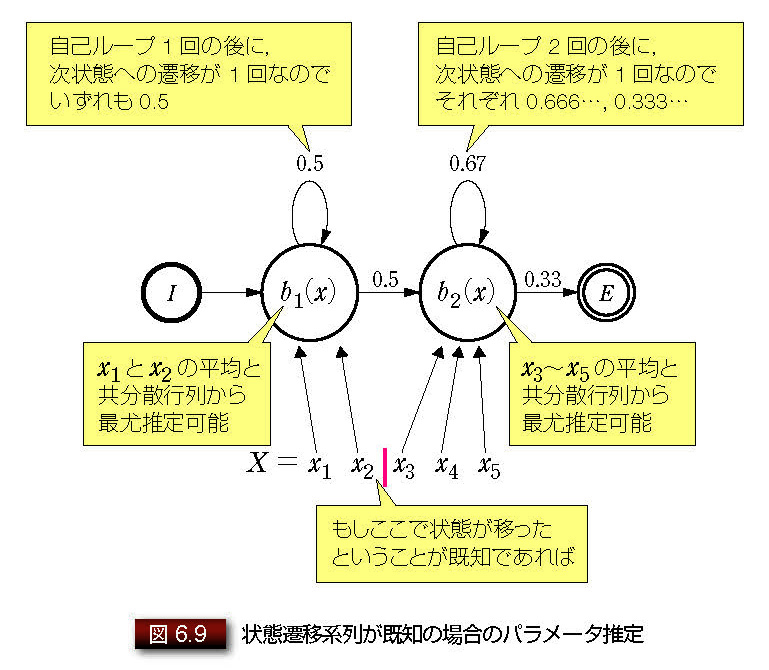 自己ループ 1 回の後に,
次状態への遷移が 1 回なので
いずれも 0.5
自己ループ 2 回の後に,
次状態への遷移が 1 回なので
それぞれ 0.666…, 0.333…
0.5
0.67
I
b1(x)
0.5
b2(x)
0.33
E
x1とx2の平均と
共分散行列から
最尤推定可能
x3〜x5の平均と
共分散行列から
最尤推定可能
X = x1 x2 x3 x4 x5
もしここで状態が移った
ということが既知であれば
図 6.9 状態遷移系列が既知の場合のパラメータ推定